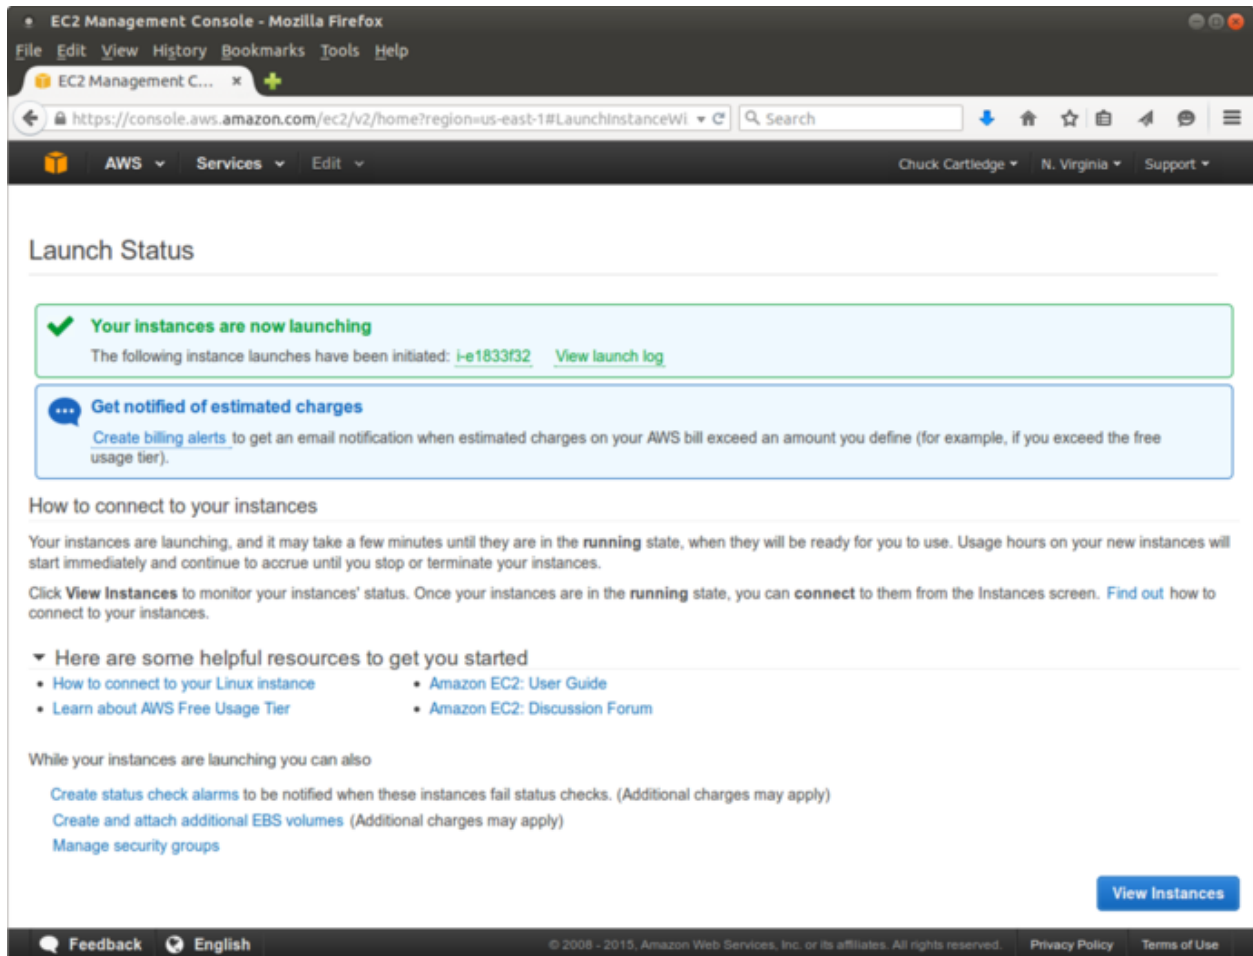 EC2 Management Console - Mozilla Firefox
File Edit View History Bookmarks Tools Help
EC2 Management C... ×
https://console.aws.amazon.com/ec2/v2/home?region=us-east-1#LaunchInstanceWi Search
AWS Services Edit Chuck Cartledge N. Virginia Support
Launch Status
Your instances are now launching
The following instance launches have been initiated: i-e1833f32 View launch log
Get notified of estimated charges
Create billing alerts to get an email notification when estimated charges on your AWS bill exceed an amount you define (for example, if you exceed the free
usage tier).
How to connect to your instances
Your instances are launching, and it may take a few minutes until they are in the running state, when they will be ready for you to use. Usage hours on your new instances will
start immediately and continue to accrue until you stop or terminate your instances.
Click View Instances to monitor your instances' status. Once your instances are in the running state, you can connect to them from the Instances screen. Find out how to
connect to your instances.
Here are some helpful resources to get you started
• How to connect to your Linux instance • Amazon EC2: User Guide
• Learn about AWS Free Usage Tier • Amazon EC2: Discussion Forum
While your instances are launching you can also
Create status check alarms to be notified when these instances fail status checks. (Additional charges may apply)
Create and attach additional EBS volumes (Additional charges may apply)
Manage security groups
View Instances
Feedback English © 2008 - 2015, Amazon Web Services, Inc. or its affiliates. All rights reserved. Privacy Policy Terms of Use